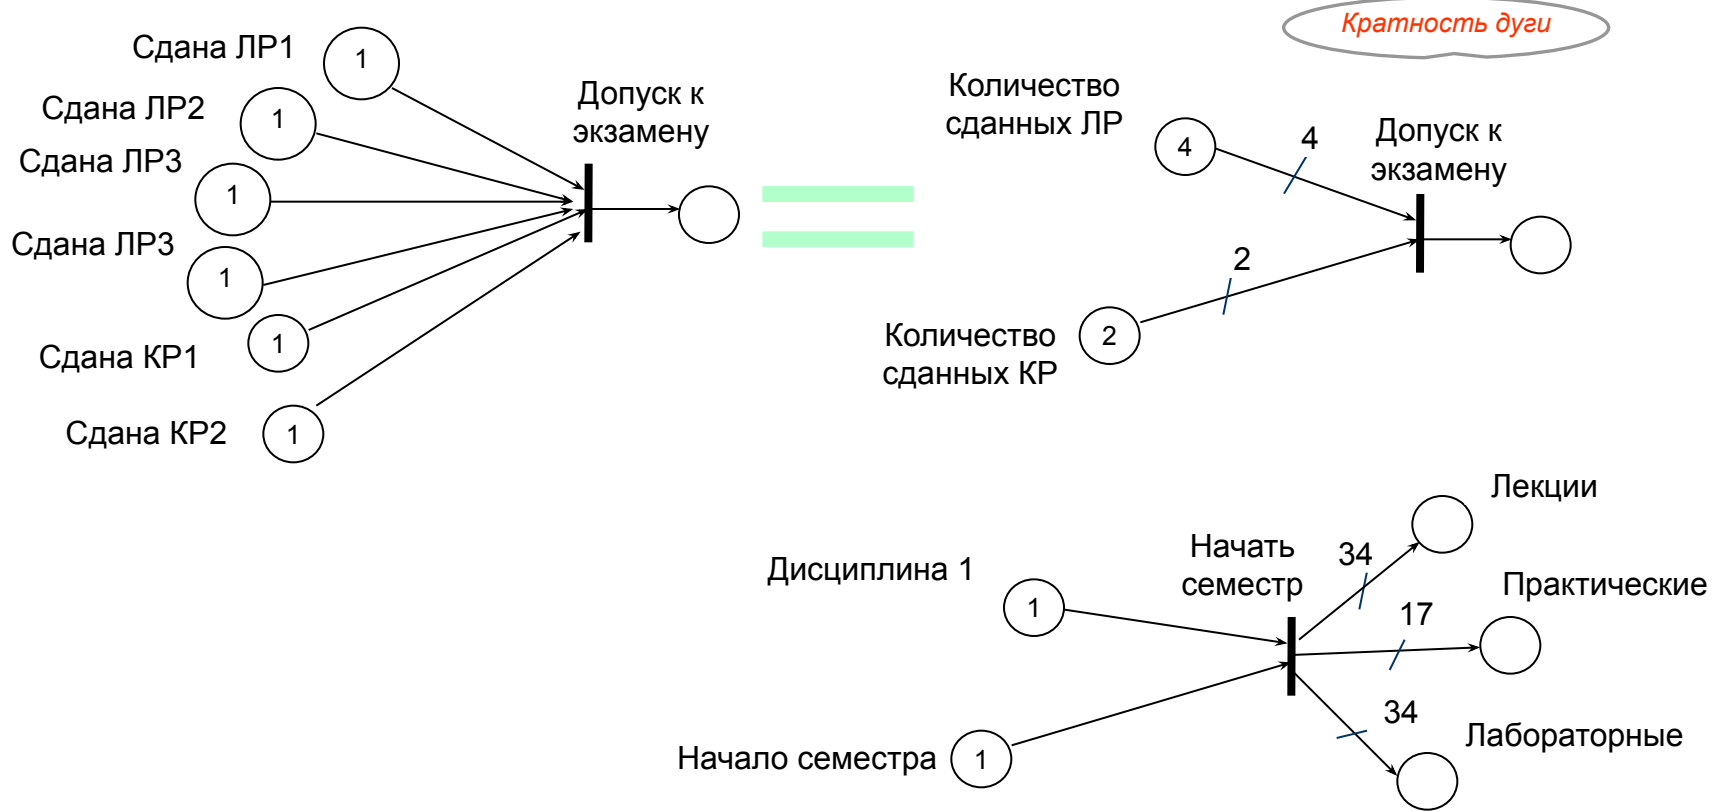 Кратность дуги
Сдана ЛР1
1
Сдана ЛР2
1
Сдана ЛР3
1
Сдана ЛР3
1
Сдана КР1
1
Сдана КР2
1
Допуск к
экзамену
Количество
сданных ЛР
4
4
Допуск к
экзамену
2
Количество
сданных КР
2
Дисциплина 1
1
Начало семестра
1
Начать
семестр
34
Лекции
17
Практические
34
Лабораторные